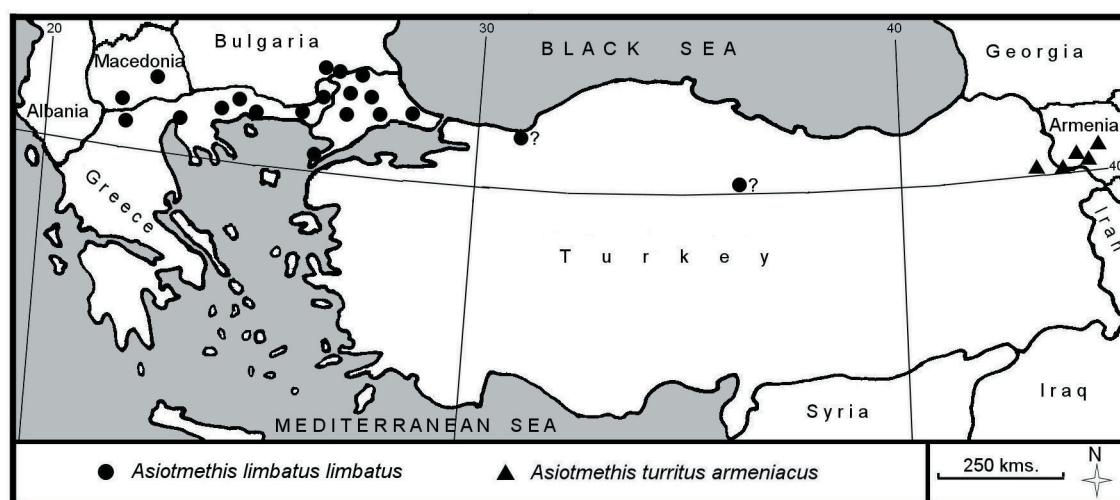 20
30
40
BLACK SEA
Bulgaria
Georgia
Macedonia
Albania
Armenia
?
40
?
Greece
Iran
Turkey
Iraq
Syria
MEDITERRANEAN SEA
Asiotmethis limbatus limbatus
Asiotmethis turritus armeniacus
250 kms.
N